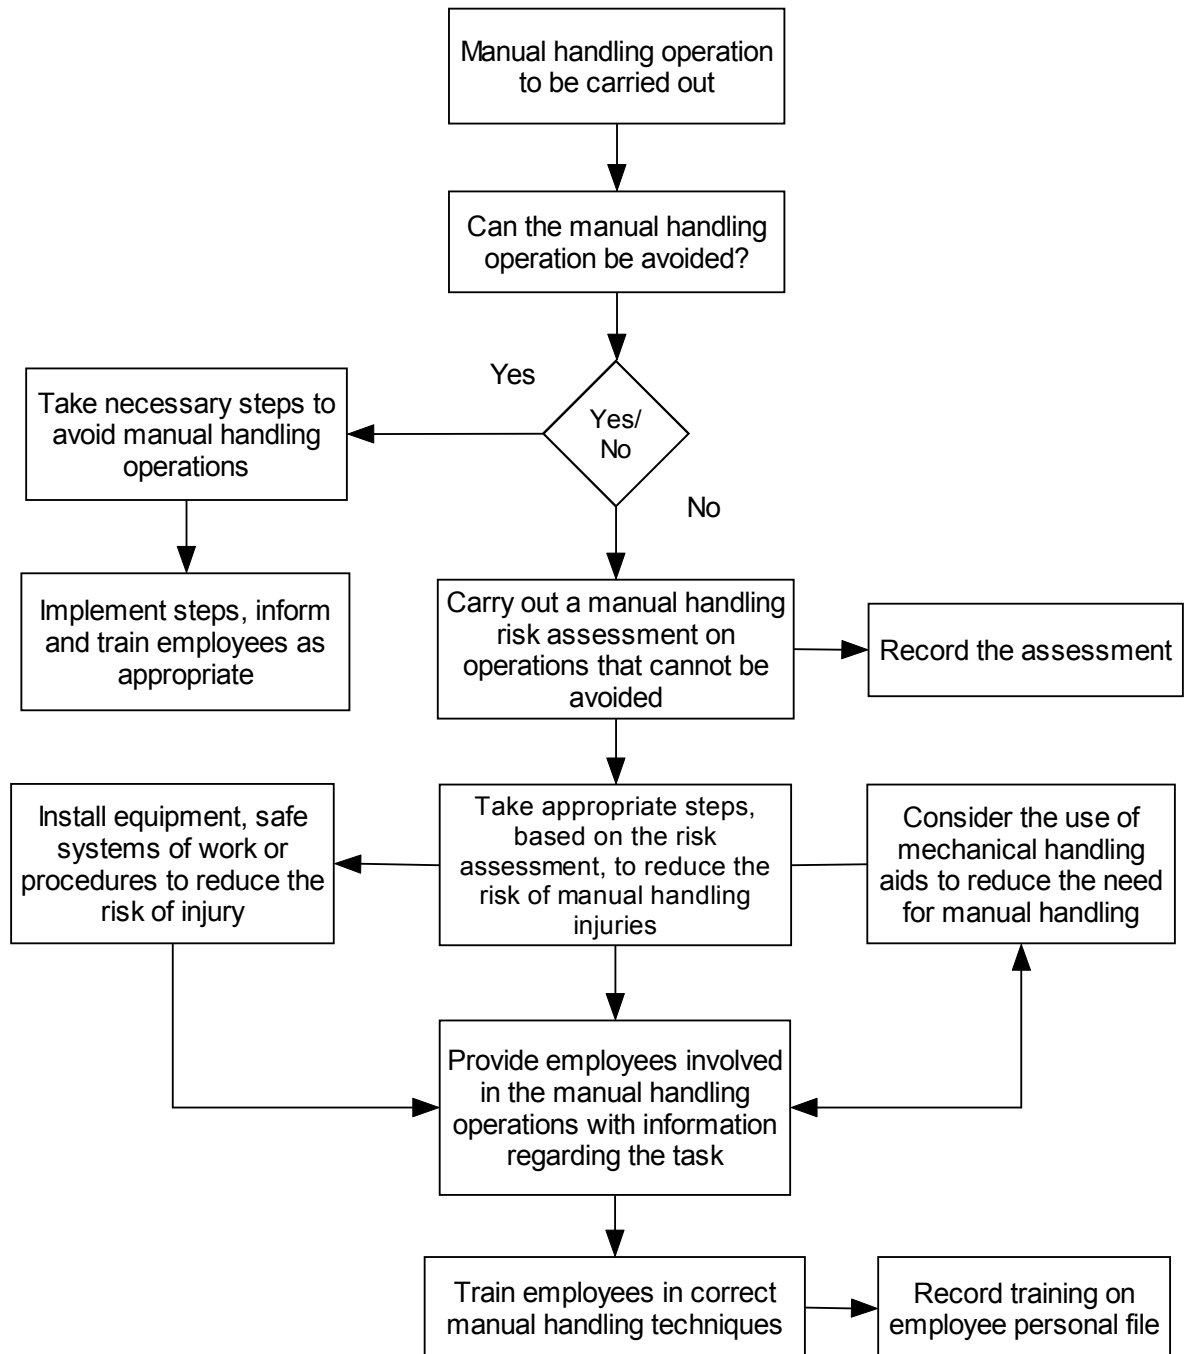 Manual handling operation
to be carried out
Can the manual handling
operation be avoided?
Yes
Yes/
No
No
Take necessary steps to
avoid manual handling
operations
Implement steps, inform
and train employees as
appropriate
Carry out a manual handling
risk assessment on
operations that cannot be
avoided
Record the assessment
Install equipment, safe
systems of work or
procedures to reduce the
risk of injury
Take appropriate steps,
based on the risk
assessment, to reduce the
risk of manual handling
injuries
Consider the use of
mechanical handling
aids to reduce the need
for manual handling
Provide employees involved
in the manual handling
operations with information
regarding the task
Train employees in correct
manual handling techniques
Record training on
employee personal file